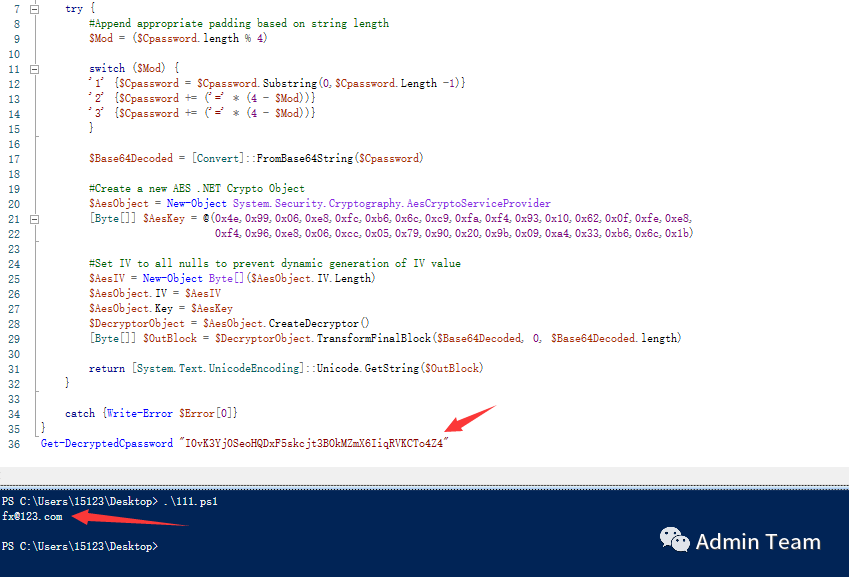 7 try {
8 #Append appropriate padding based on string length
9 $Mod = ($Cpassword.length % 4)
10
11 switch ($Mod) {
12 '1' {$Cpassword = $Cpassword.Substring(0,$Cpassword.Length -1)}
13 '2' {$Cpassword += ('=' * (4 - $Mod))}
14 '3' {$Cpassword += ('=' * (4 - $Mod))}
15 }
16
17 $Base64Decoded = [Convert]::FromBase64String($Cpassword)
18
19 #Create a new AES .NET Crypto Object
20 $AesObject = New-Object System.Security.Cryptography.AesCryptoServiceProvider
21 [Byte[]] $AesKey = @(0x4e,0x99,0x06,0xe8,0xfc,0xb6,0x6c,0xc9,0xfa,0xf4,0x93,0x10,0x62,0x0f,0xfe,0xe8,
22 0xf4,0x96,0xe8,0x06,0xcc,0x05,0x79,0x90,0x20,0x9b,0x09,0xa4,0x33,0xb6,0x6c,0x1b)
23
24 #Set IV to all nulls to prevent dynamic generation of IV value
25 $AesIV = New-Object Byte[]($AesObject.IV.Length)
26 $AesObject.IV = $AesIV
27 $AesObject.Key = $AesKey
28 $DecryptorObject = $AesObject.CreateDecryptor()
29 [Byte[]] $OutBlock = $DecryptorObject.TransformFinalBlock($Base64Decoded, 0, $Base64Decoded.length)
30
31 return [System.Text.UnicodeEncoding]::Unicode.GetString($OutBlock)
32 }
33
34 catch {Write-Error $Error[0]}
35 }
36 Get-DecryptedCpassword "IOvK3YjOSeoHQDxF5skcjt3BOkMZmX6IiqRVKCTo4Z4"
PS C:\Users\15123\Desktop> .\111.ps1
fx@123.com
PS C:\Users\15123\Desktop>
Admin Team